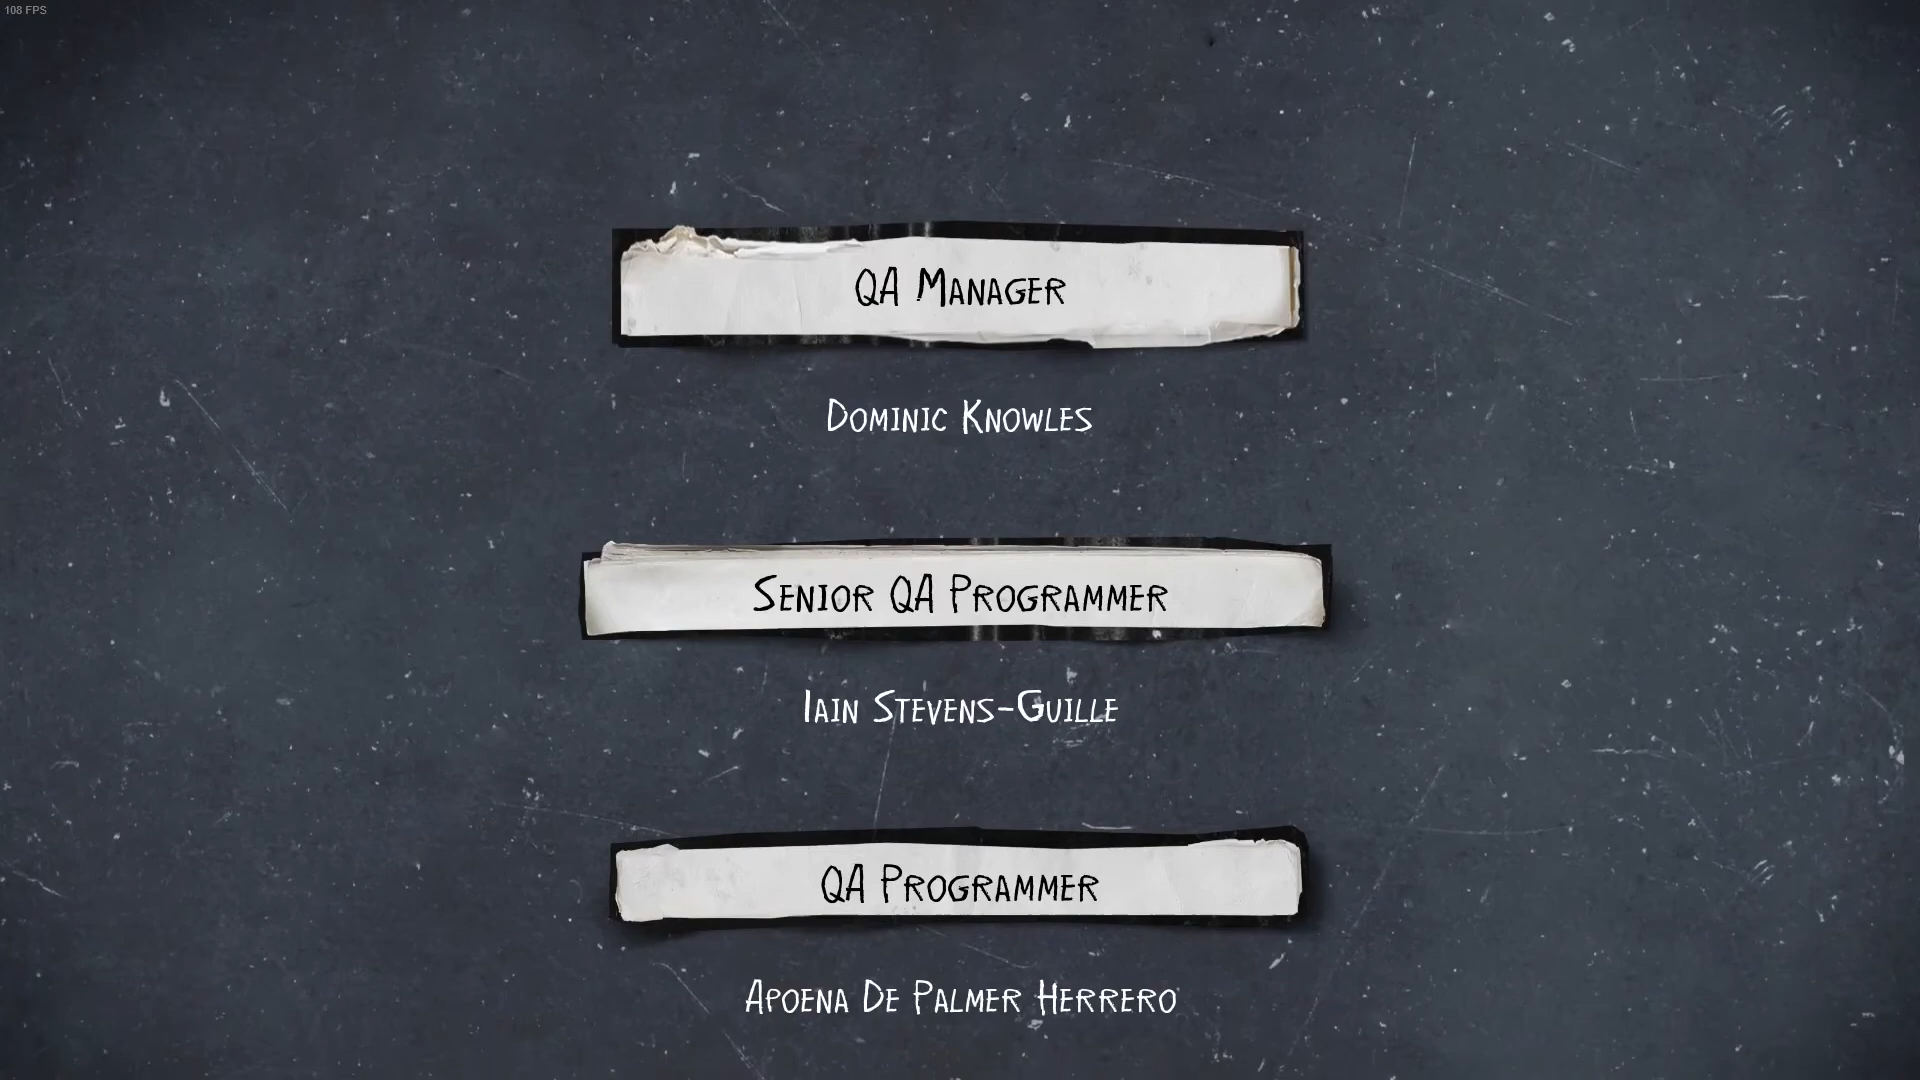 108 FPS
QA Manager
Dominic Knowles
Senior QA Programmer
Iain Stevens-Guille
QA Programmer
Apoena De Palmer Herrero